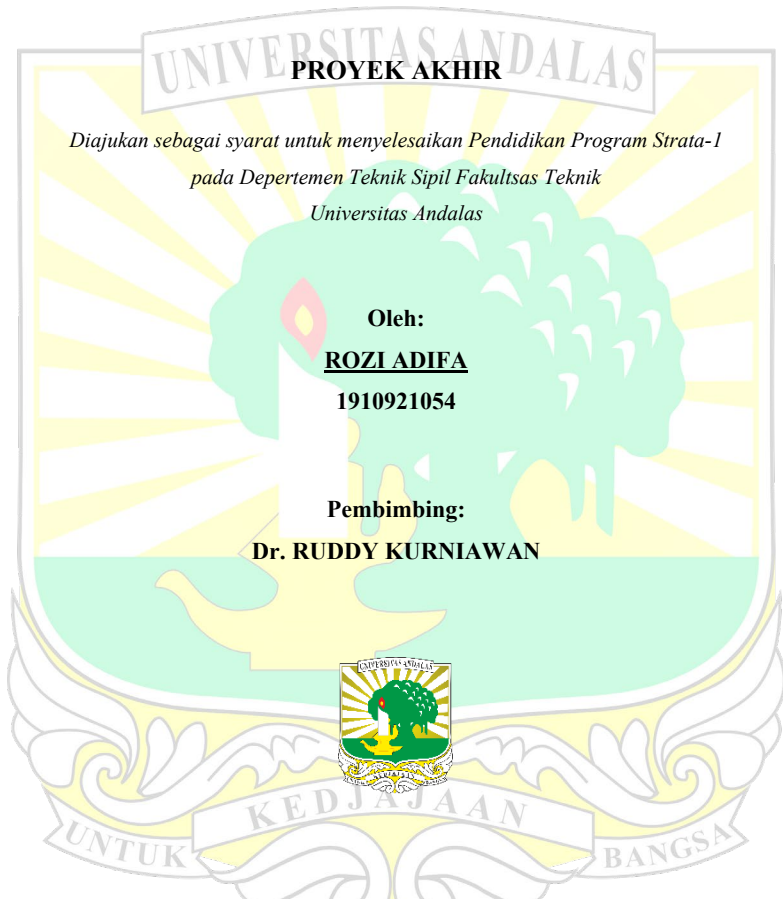 UNIVERSITAS ANDALAS
PROYEK AKHIR
Diajukan sebagai syarat untuk menyelesaikan Pendidikan Program Strata-1
pada Depertemen Teknik Sipil Fakultsas Teknik
Universitas Andalas
Oleh:
ROZI ADIFA
1910921054
Pembimbing:
Dr. RUDDY KURNIAWAN
UNIVERSITAS ANDALAS
UNTUK KEDJAJAAN BANGSA